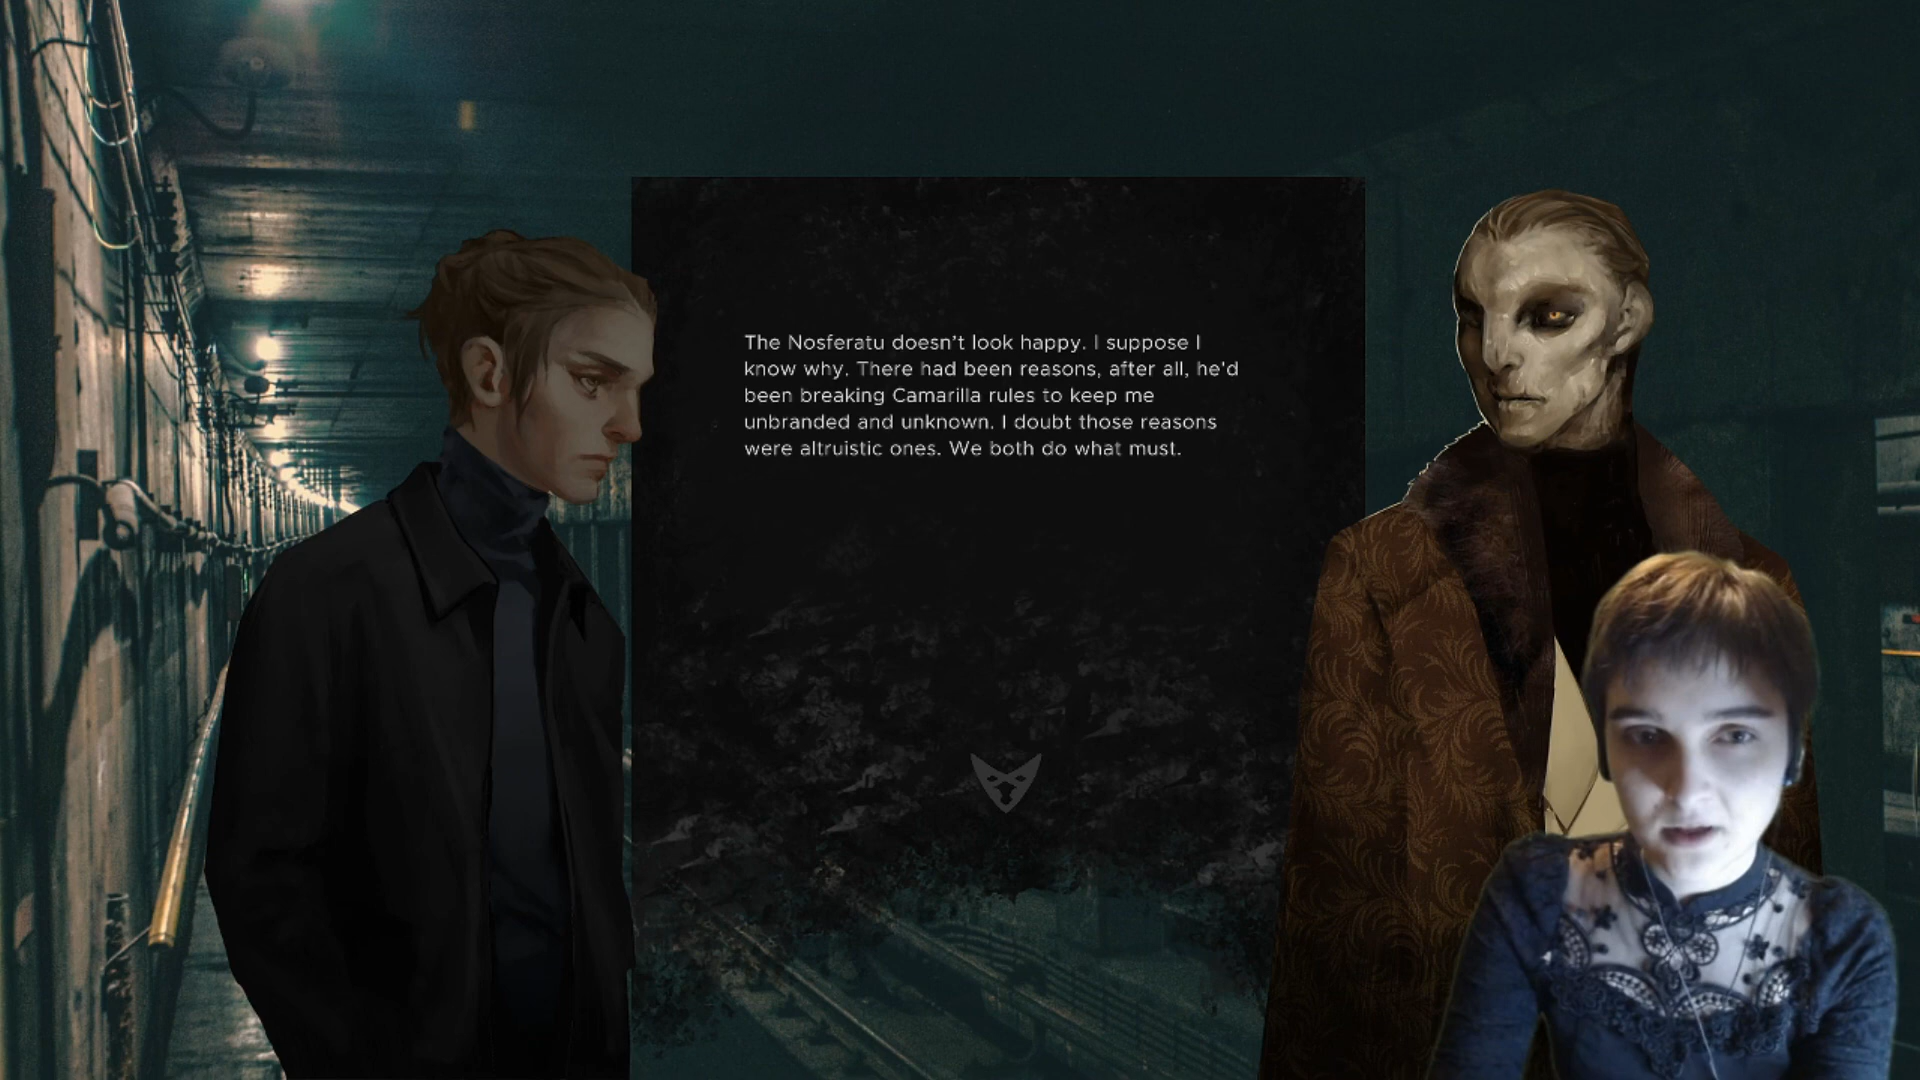 The Nosferatu doesn't look happy. I suppose I
know why. There had been reasons, after all, he'd
been breaking Camarilla rules to keep me
unbranded and unknown. I doubt those reasons
were altruistic ones. We both do what must.